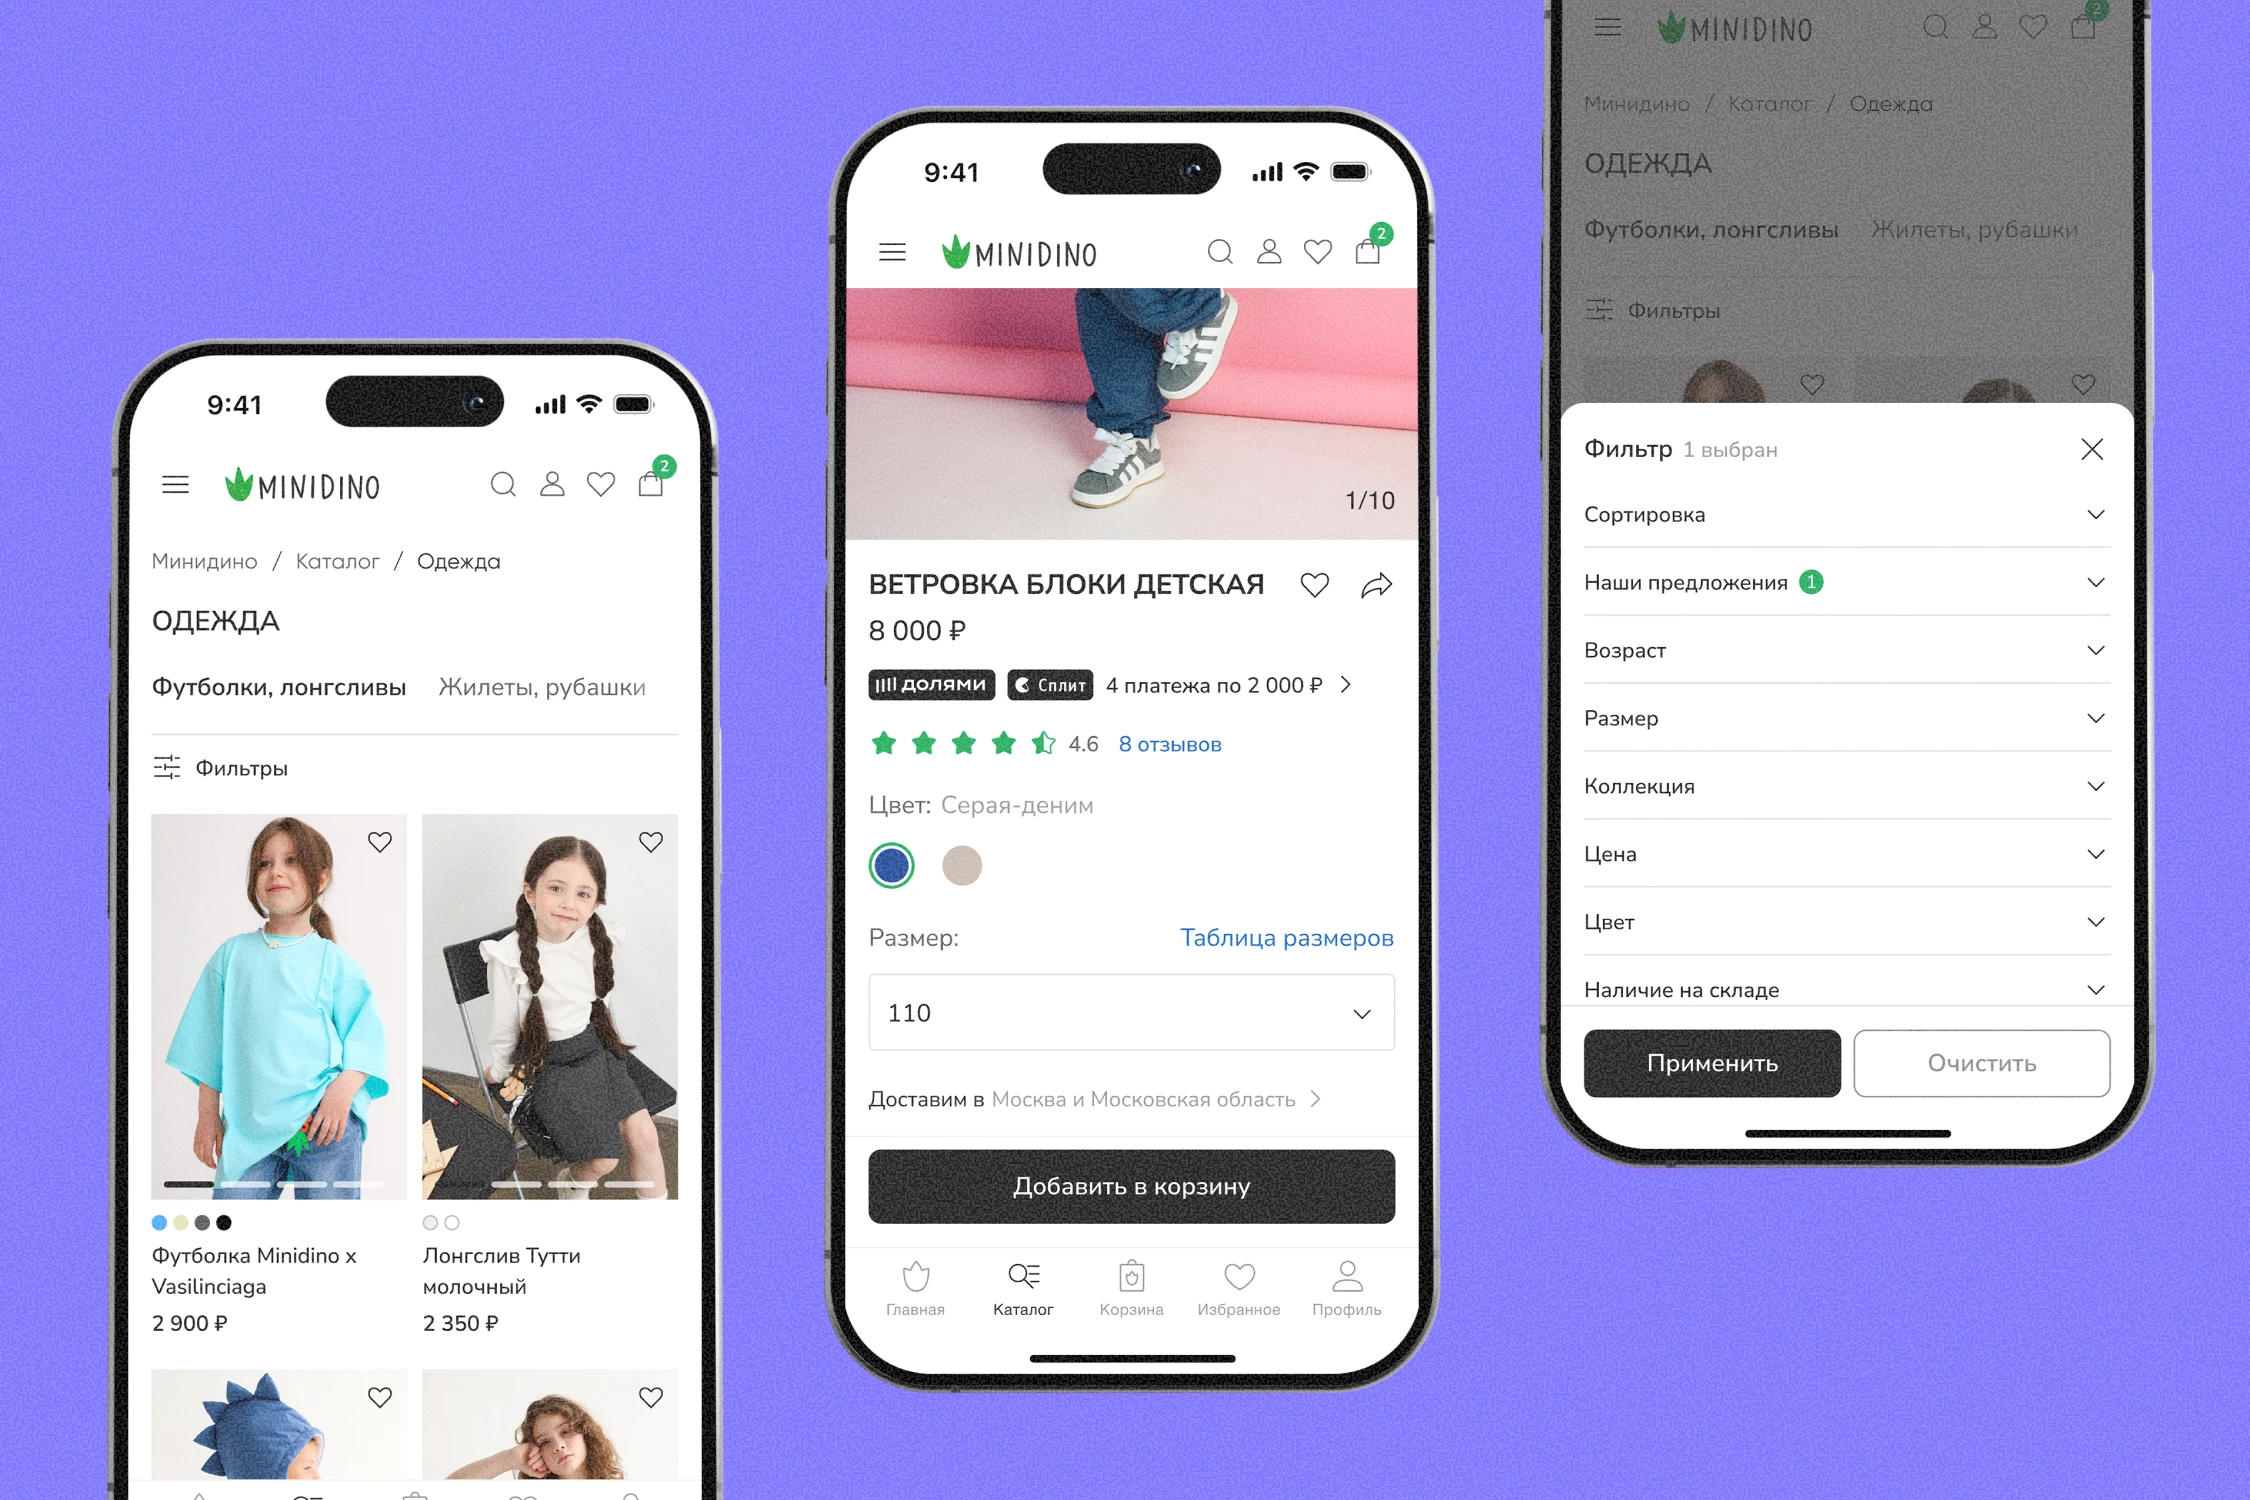 9:41
MINIDINO
2
Минидино / Каталог / Одежда
ОДЕЖДА
Футболки, лонгсливы Жилеты, рубашки
Фильтры
Футболка Minidino x
Vasilinciaga
2 900 ₽
Лонгслив Тутти
молочный
2 350 ₽
9:41
MINIDINO
2
1/10
ВЕТРОВКА БЛОКИ ДЕТСКАЯ
8 000 ₽
долями Сплит 4 платежа по 2 000 ₽
4.6 8 отзывов
Цвет: Серая-деним
Размер: Таблица размеров
110
Доставим в Москва и Московская область
Добавить в корзину
Главная Каталог Корзина Избранное Профиль
MINIDINO
2
Минидино / Каталог / Одежда
ОДЕЖДА
Футболки, лонгсливы Жилеты, рубашки
Фильтры
Фильтр 1 выбран
Сортировка
Наши предложения 1
Возраст
Размер
Коллекция
Цена
Цвет
Наличие на складе
Применить Очистить